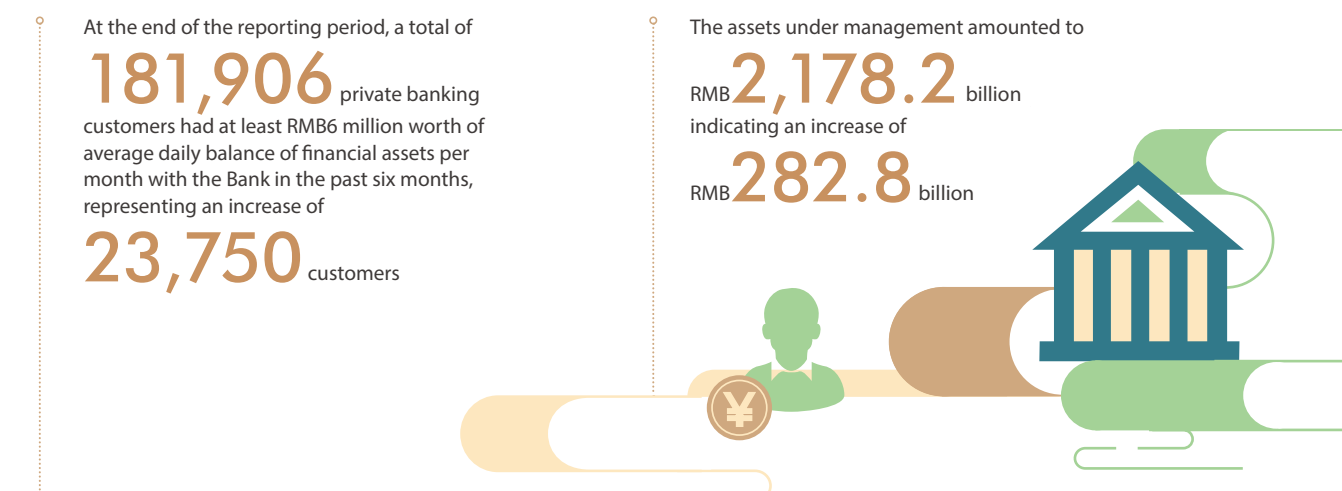 At the end of the reporting period, a total of
181,906 private banking
customers had at least RMB6 million worth of
average daily balance of financial assets per
month with the Bank in the past six months,
representing an increase of
23,750 customers
The assets under management amounted to
RMB2,178.2 billion
indicating an increase of
RMB282.8 billion
¥